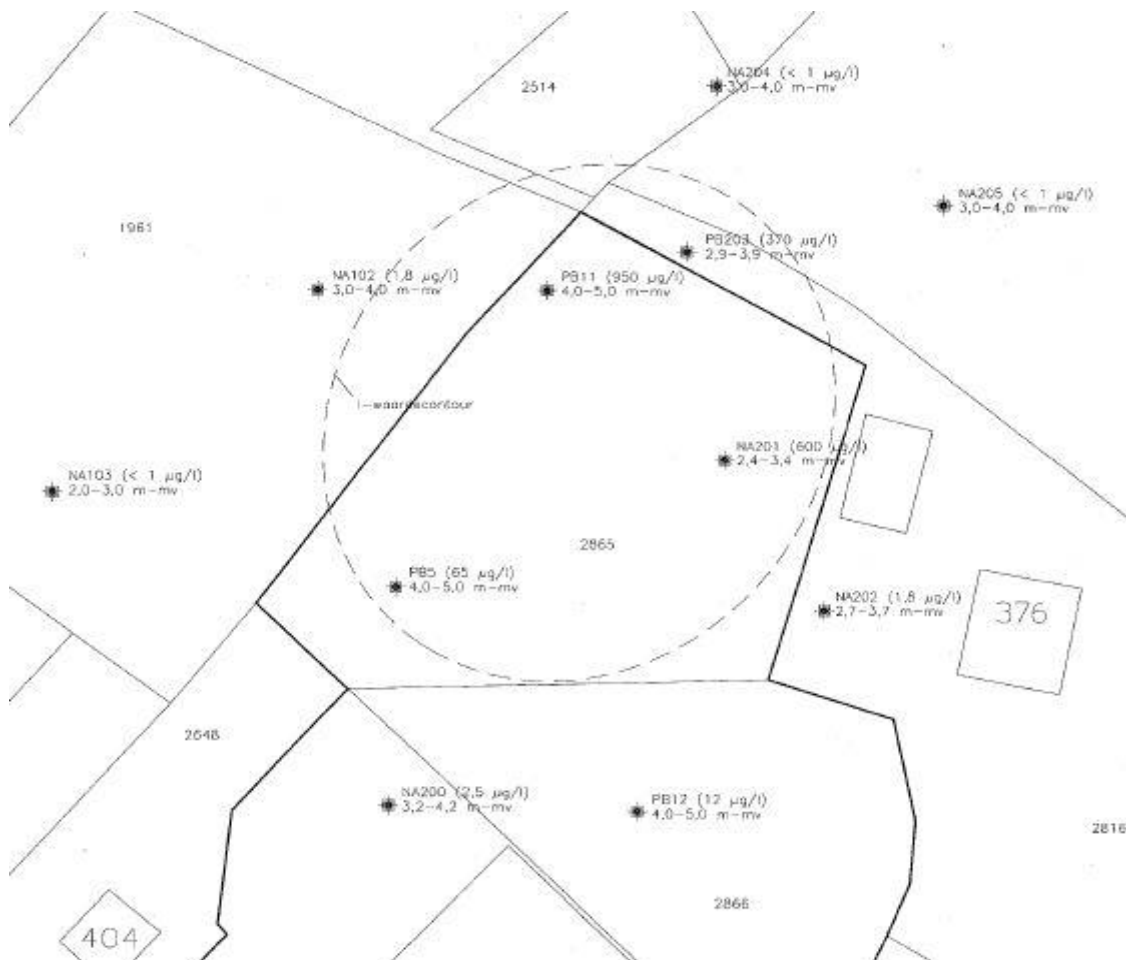 NA204 (< 1 µg/l)
3,0-4,0 m-mv
2514
NA205 (< 1 µg/l)
3,0-4,0 m-mv
1961
PB203 (370 µg/l)
2,9-3,9 m-mv
NA102 (1,8 µg/l)
3,0-4,0 m-mv
PB11 (950 µg/l)
4,0-5,0 m-mv
I-waardecontour
NA201 (600 µg/l)
2,4-3,4 m-mv
NA103 (< 1 µg/l)
2,0-3,0 m-mv
2865
PB5 (65 µg/l)
4,0-5,0 m-mv
NA202 (1,8 µg/l)
2,7-3,7 m-mv
376
2648
NA200 (2,5 µg/l)
3,2-4,2 m-mv
PB12 (12 µg/l)
4,0-5,0 m-mv
2816
2866
404